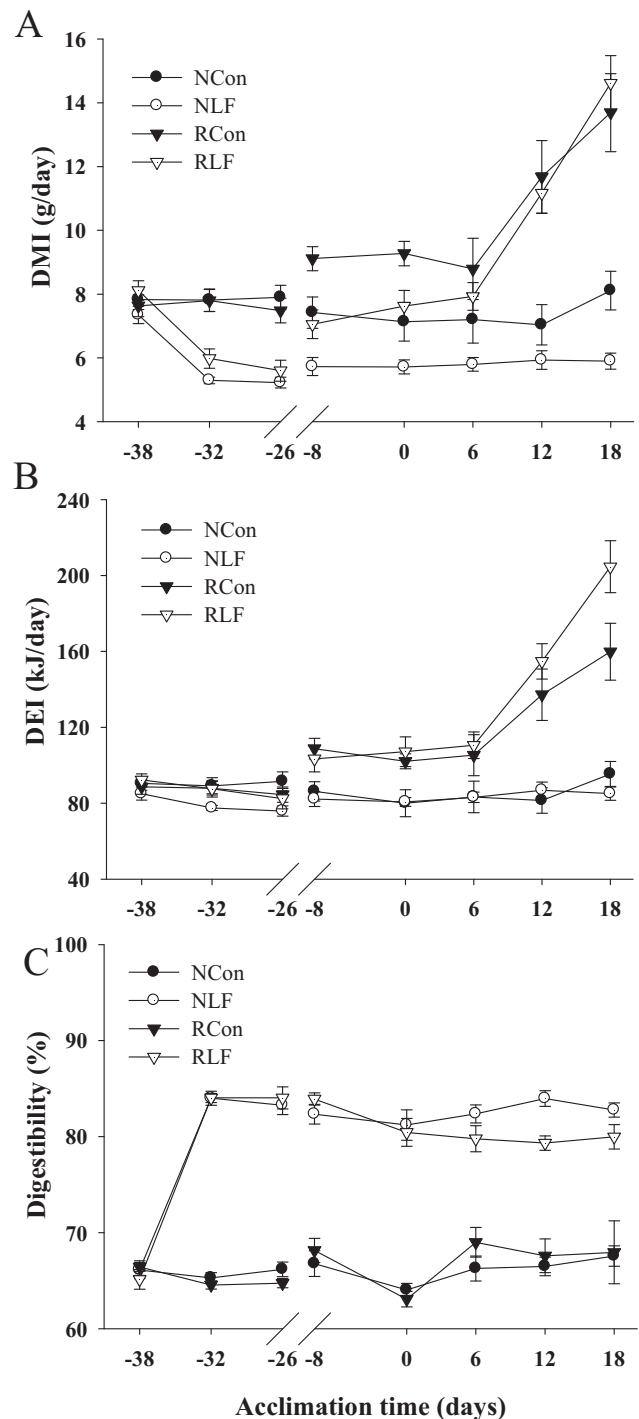 A
16
14
12
10
8
6
4
DMI (g/day)
NCon
NLF
RCon
RLF
-38 -32 -26 -8 0 6 12 18
B
240
200
160
120
80
40
DEI (kJ/day)
NCon
NLF
RCon
RLF
-38 -32 -26 -8 0 6 12 18
C
100
90
80
70
60
Digestibility (%)
NCon
NLF
RCon
RLF
-38 -32 -26 -8 0 6 12 18
Acclimation time (days)